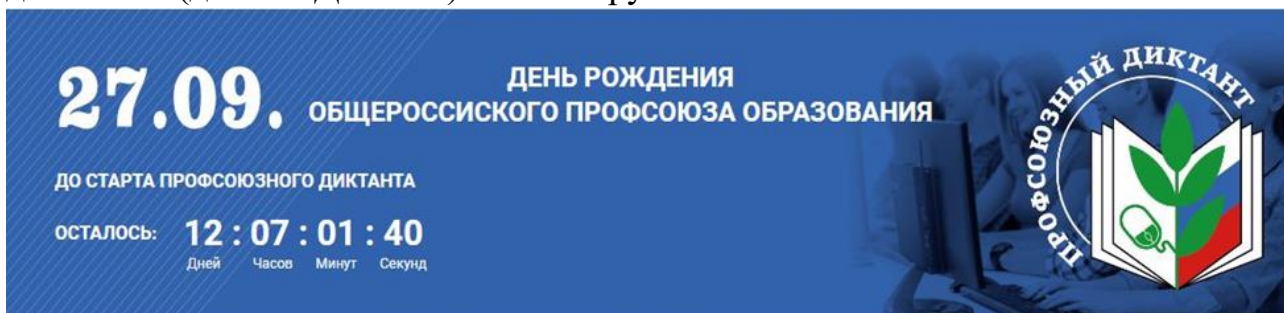 27.09.
ДЕНЬ РОЖДЕНИЯ
ОБЩЕРОССИСКОГО ПРОФСОЮЗА ОБРАЗОВАНИЯ
ДО СТАРТА ПРОФСОЮЗНОГО ДИКТАНТА
ОСТАЛОСЬ: 12 : 07 : 01 : 40
Дней Часов Минут Секунд
ПРОФСОЮЗНЫЙ ДИКТАНТ